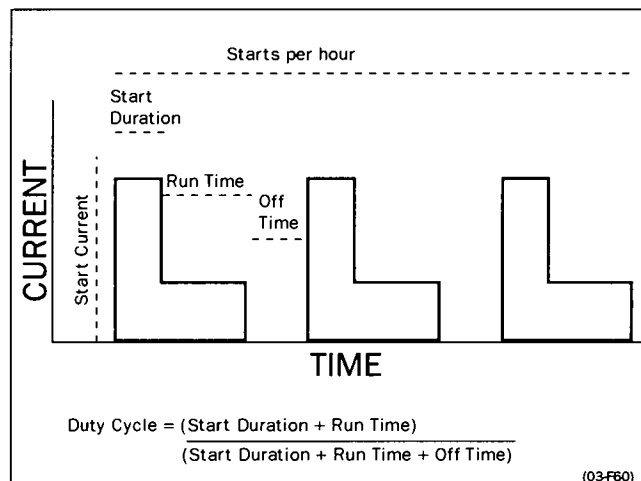 Starts per hour
Start
Duration
Run Time
Off
Time
CURRENT
Start Current
TIME
Duty Cycle = (Start Duration + Run Time)
(Start Duration + Run Time + Off Time)
(03-F60)